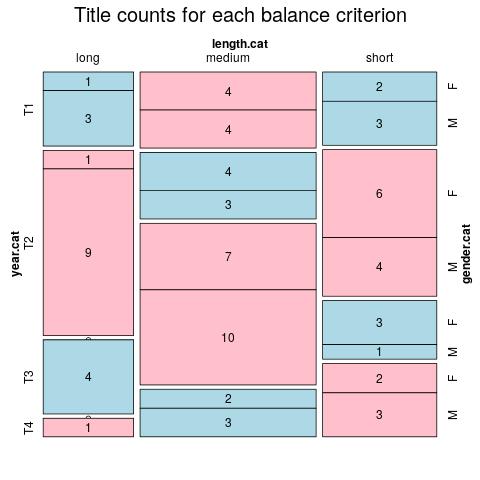 Title counts for each balance criterion
length.cat
long medium short
year.cat
gender.cat
T1
T2
T3
T4
1 4 2 F
3 4 3 M
1 4 6 F
3
9 7 4 M
10 3 F
0 1 M
4 2 2 F
0
1 3 3 M